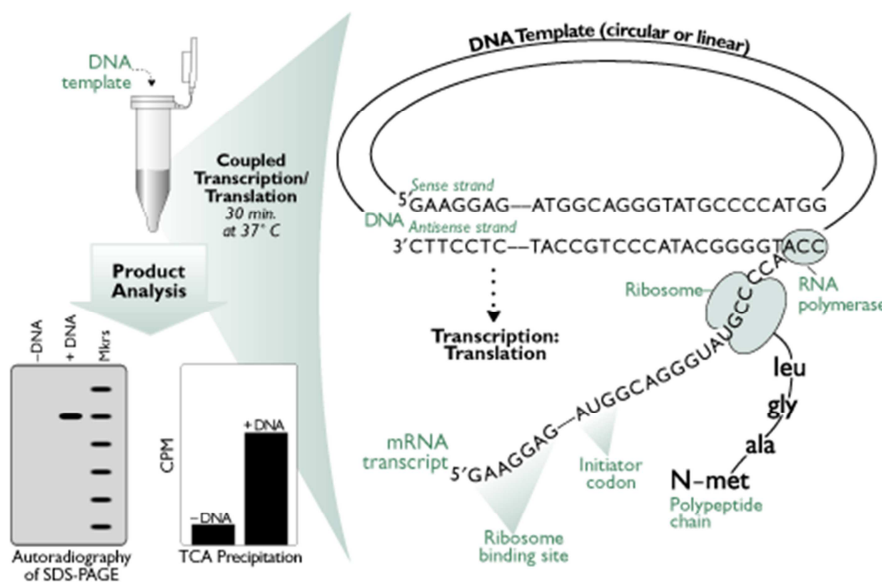 DNA Template (circular or linear)
DNA
template
Coupled
Transcription/
Translation
30 min.
at 37° C
Product
Analysis
–DNA
+ DNA
Mkrs
Autoradiography
of SDS-PAGE
CPM
–DNA
+DNA
TCA Precipitation
Sense strand
5′GAAGGAG––ATGGCAGGGTATGCCCCATGG
DNA
Antisense strand
3′CTTCCTC––TACCGTCCCATACGGGGTACC
Transcription:
Translation
Ribosome
RNA
polymerase
mRNA
transcript
5′GAAGGAG––AUGGCAGGGUAUGCCCCA
Initiator
codon
Ribosome
binding site
leu
gly
ala
N–met
Polypeptide
chain